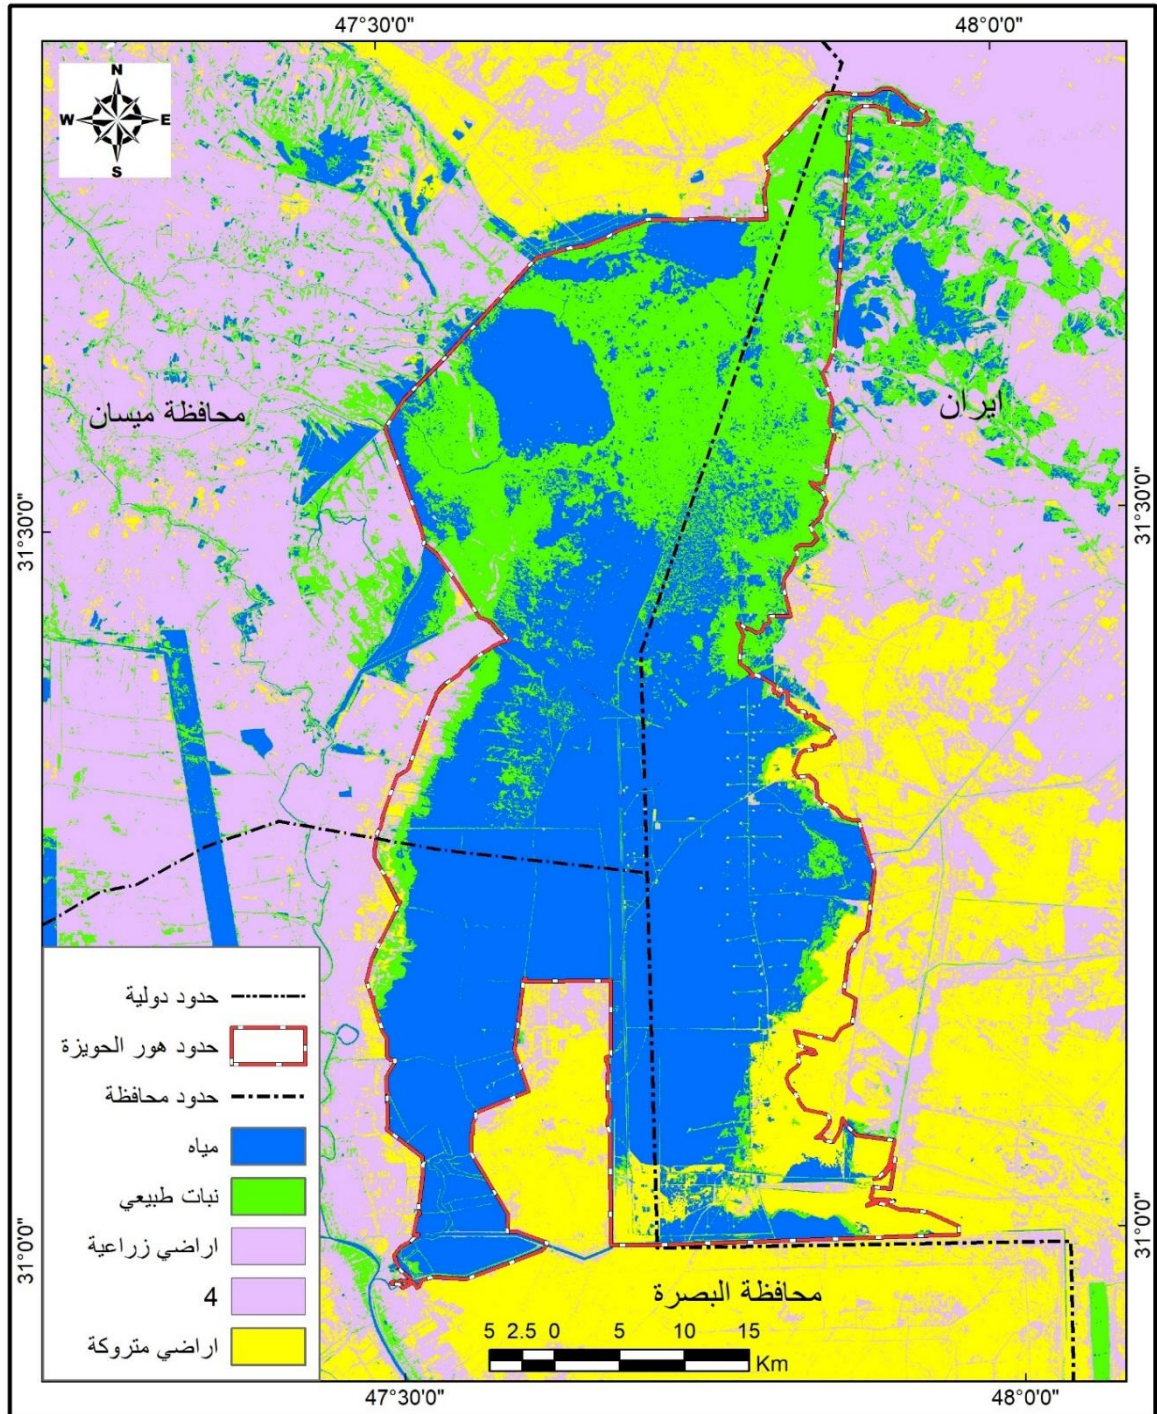 47°30'0"
48°0'0"
N
W
E
S
محافظة ميسان
ايران
31°30'0"
31°30'0"
حدود دولية
حدود هور الحويزة
حدود محافظة
مياه
نبات طبيعي
اراضي زراعية
4
اراضي متروكة
31°0'0"
31°0'0"
محافظة البصرة
5 2.5 0 5 10 15
Km
47°30'0"
48°0'0"